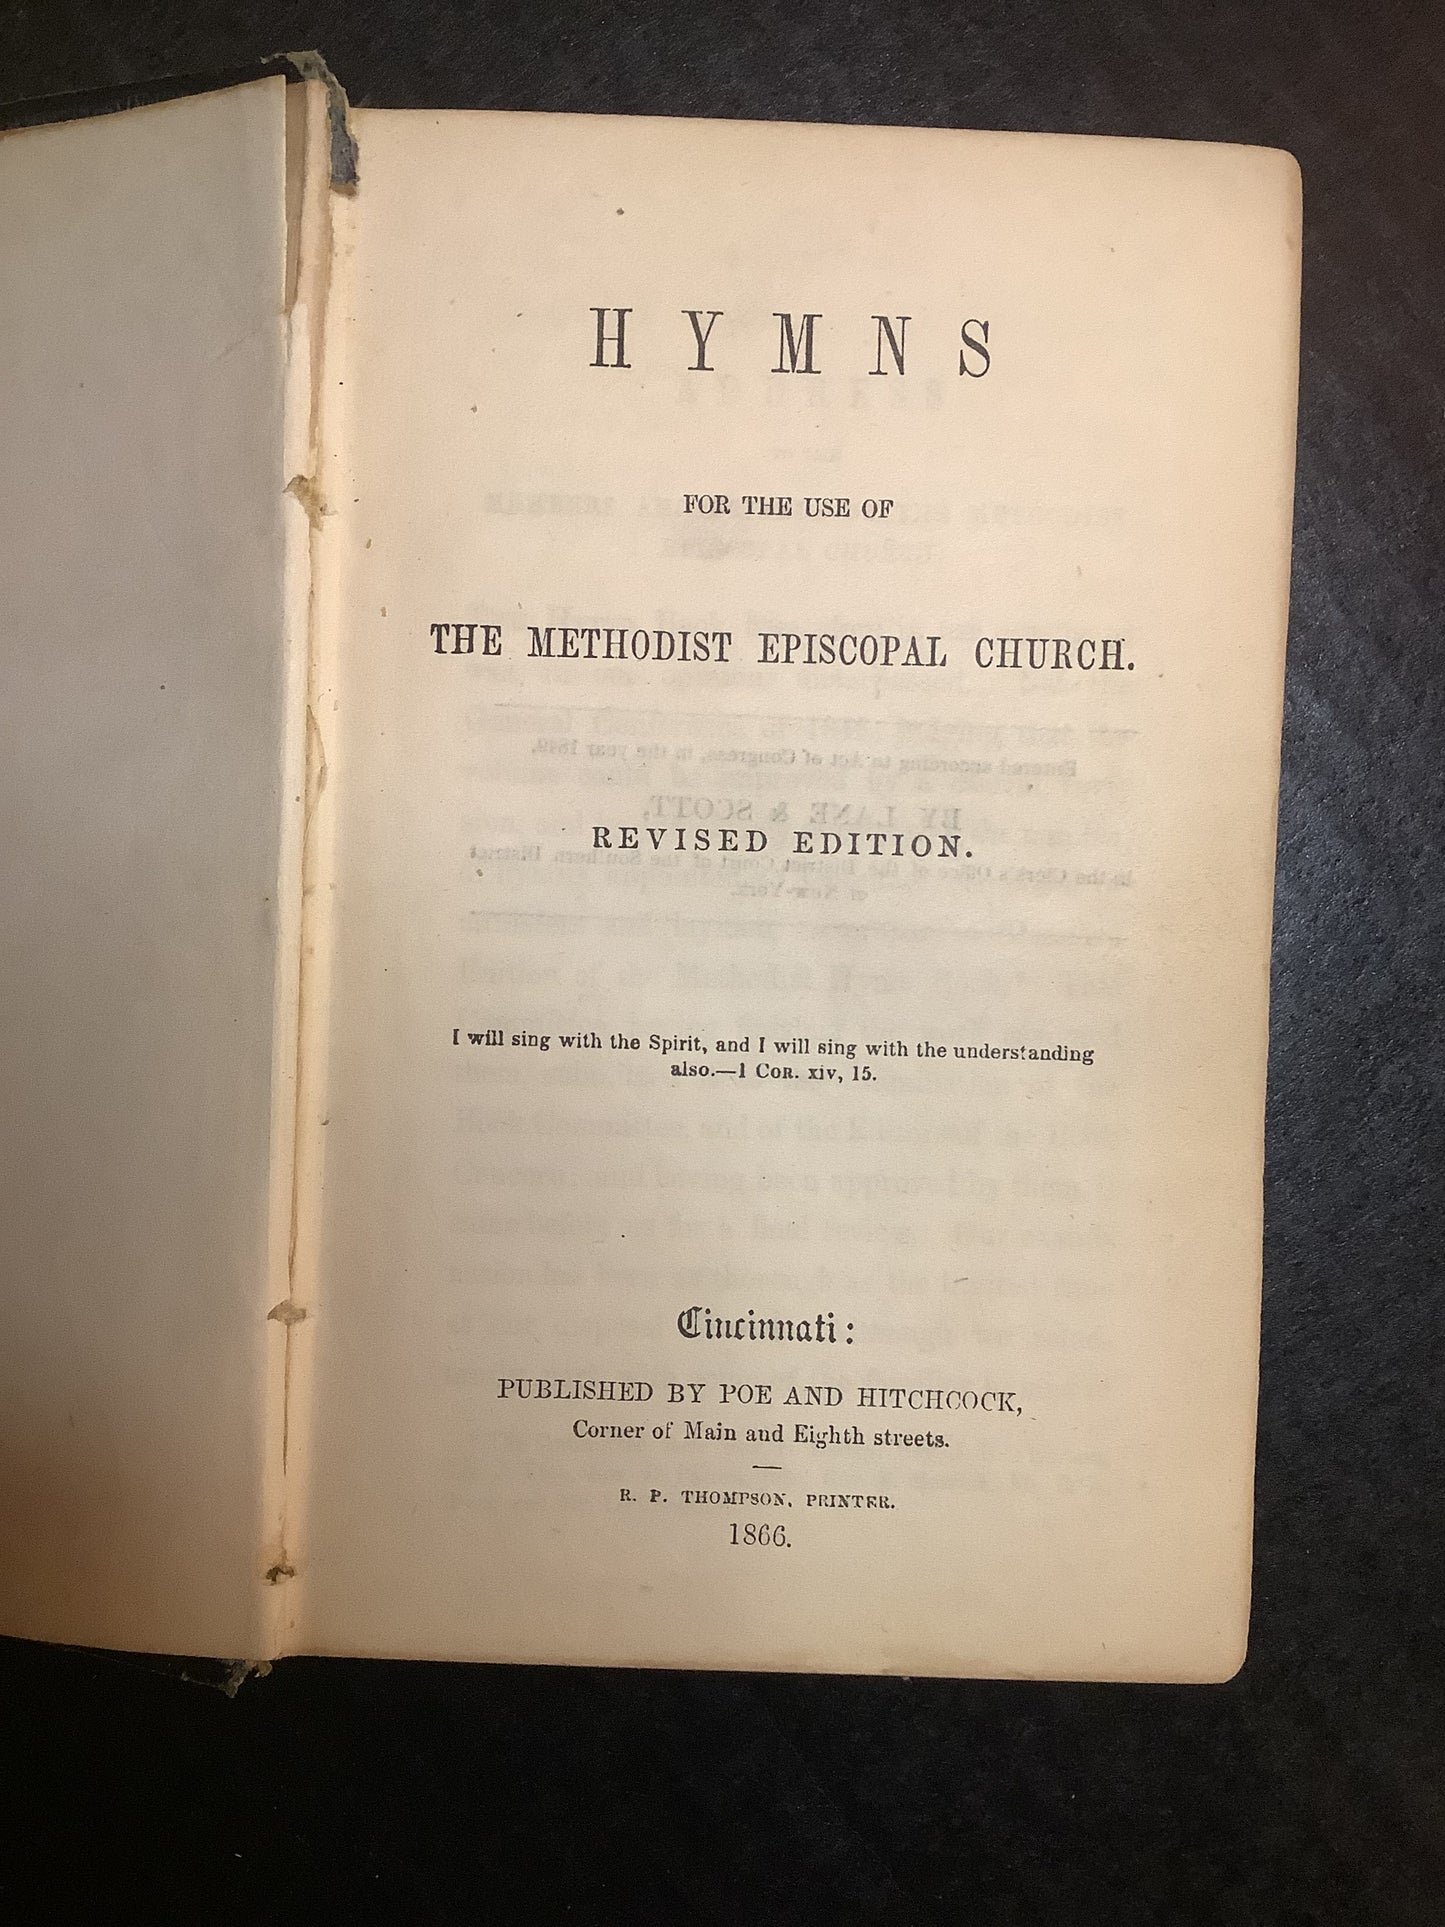 HYMNS
FOR THE USE OF
THE METHODIST EPISCOPAL CHURCH.
Entered according to Act of Congress, in the year 1849,
BY LANE & SCOTT,
REVISED EDITION.
In the Clerk's Office of the District Court of the Southern District
of New-York.
I will sing with the Spirit, and I will sing with the understanding
also.—1 COR. xiv, 15.
Cincinnati:
PUBLISHED BY POE AND HITCHCOCK,
Corner of Main and Eighth streets.
R. P. THOMPSON, PRINTER.
1866.